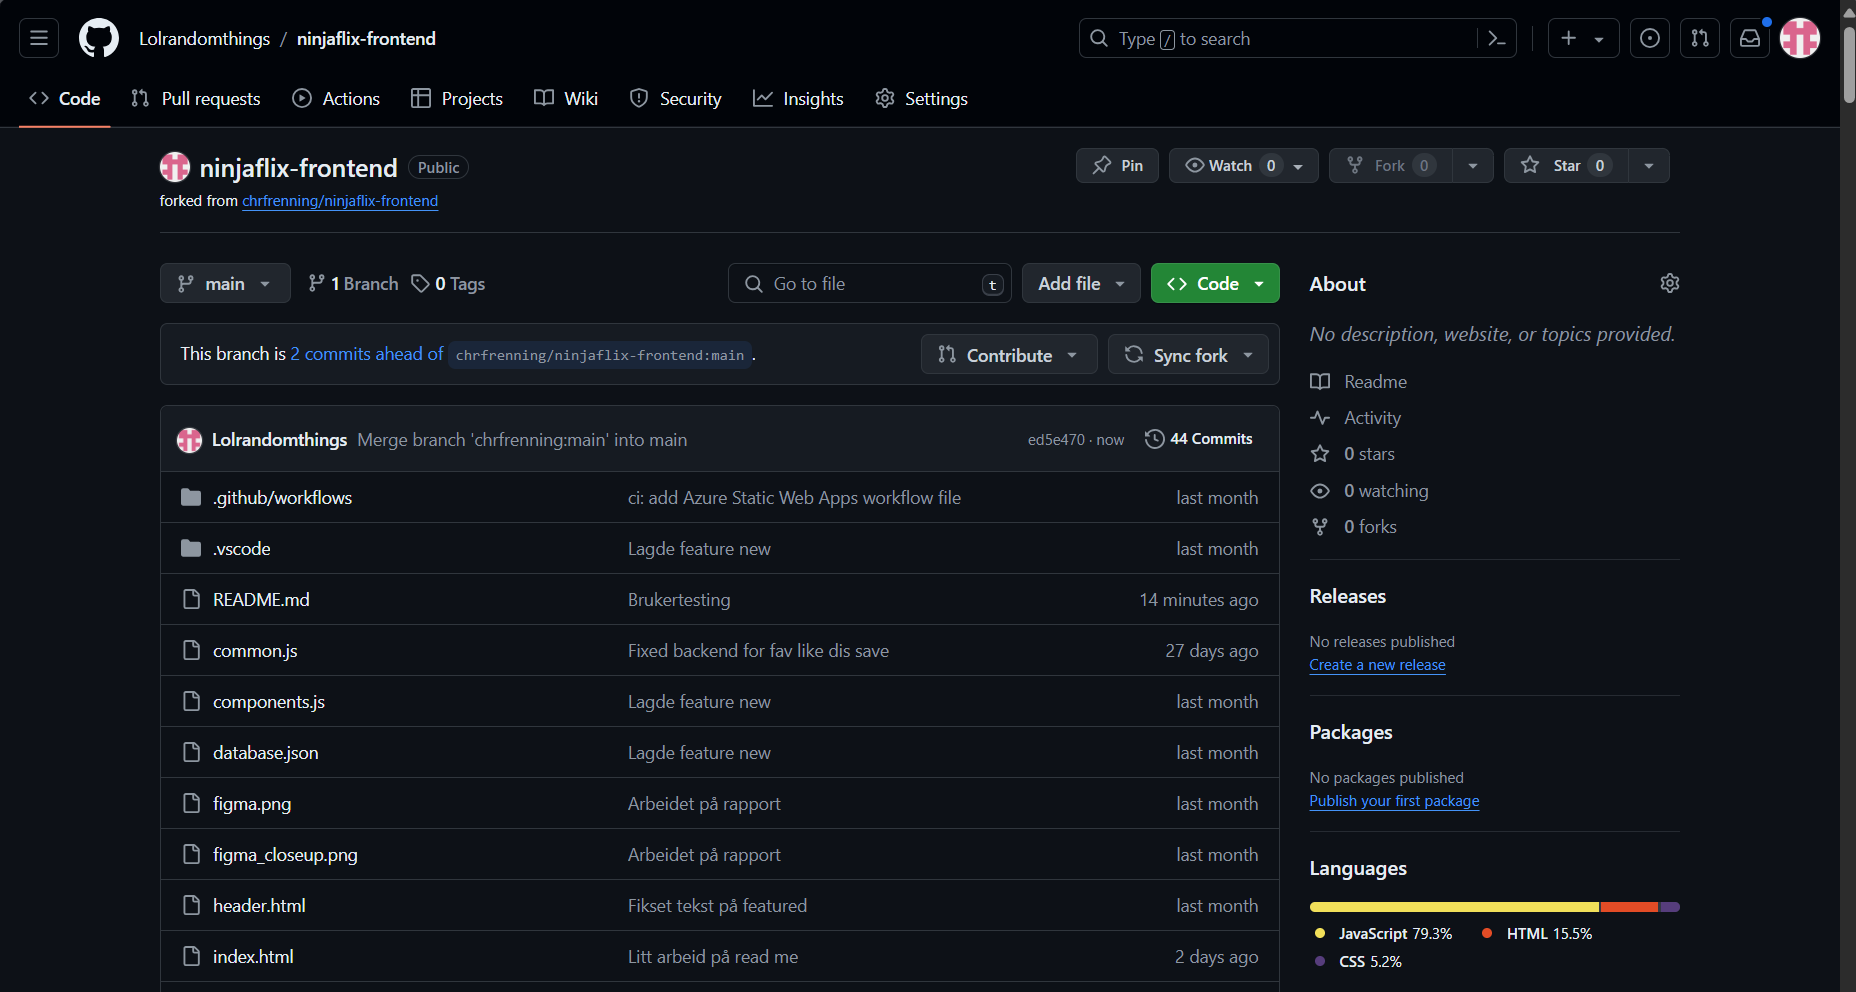 Lolrandomthings / ninjaflix-frontend
Type / to search
Code Pull requests Actions Projects Wiki Security Insights Settings
ninjaflix-frontend Public
Pin Watch 0 Fork 0 Star 0
forked from chrfrenning/ninjaflix-frontend
main 1 Branch 0 Tags Go to file t Add file Code
This branch is 2 commits ahead of chrfrenning/ninjaflix-frontend:main .
Contribute Sync fork
Lolrandomthings Merge branch 'chrfrenning:main' into main ed5e470 · now 44 Commits
.github/workflows ci: add Azure Static Web Apps workflow file last month
.vscode Lagde feature new last month
README.md Brukertesting 14 minutes ago
common.js Fixed backend for fav like dis save 27 days ago
components.js Lagde feature new last month
database.json Lagde feature new last month
figma.png Arbeidet på rapport last month
figma_closeup.png Arbeidet på rapport last month
header.html Fikset tekst på featured last month
index.html Litt arbeid på read me 2 days ago
About
No description, website, or topics provided.
Readme
Activity
0 stars
0 watching
0 forks
Releases
No releases published
Create a new release
Packages
No packages published
Publish your first package
Languages
JavaScript 79.3% HTML 15.5%
CSS 5.2%